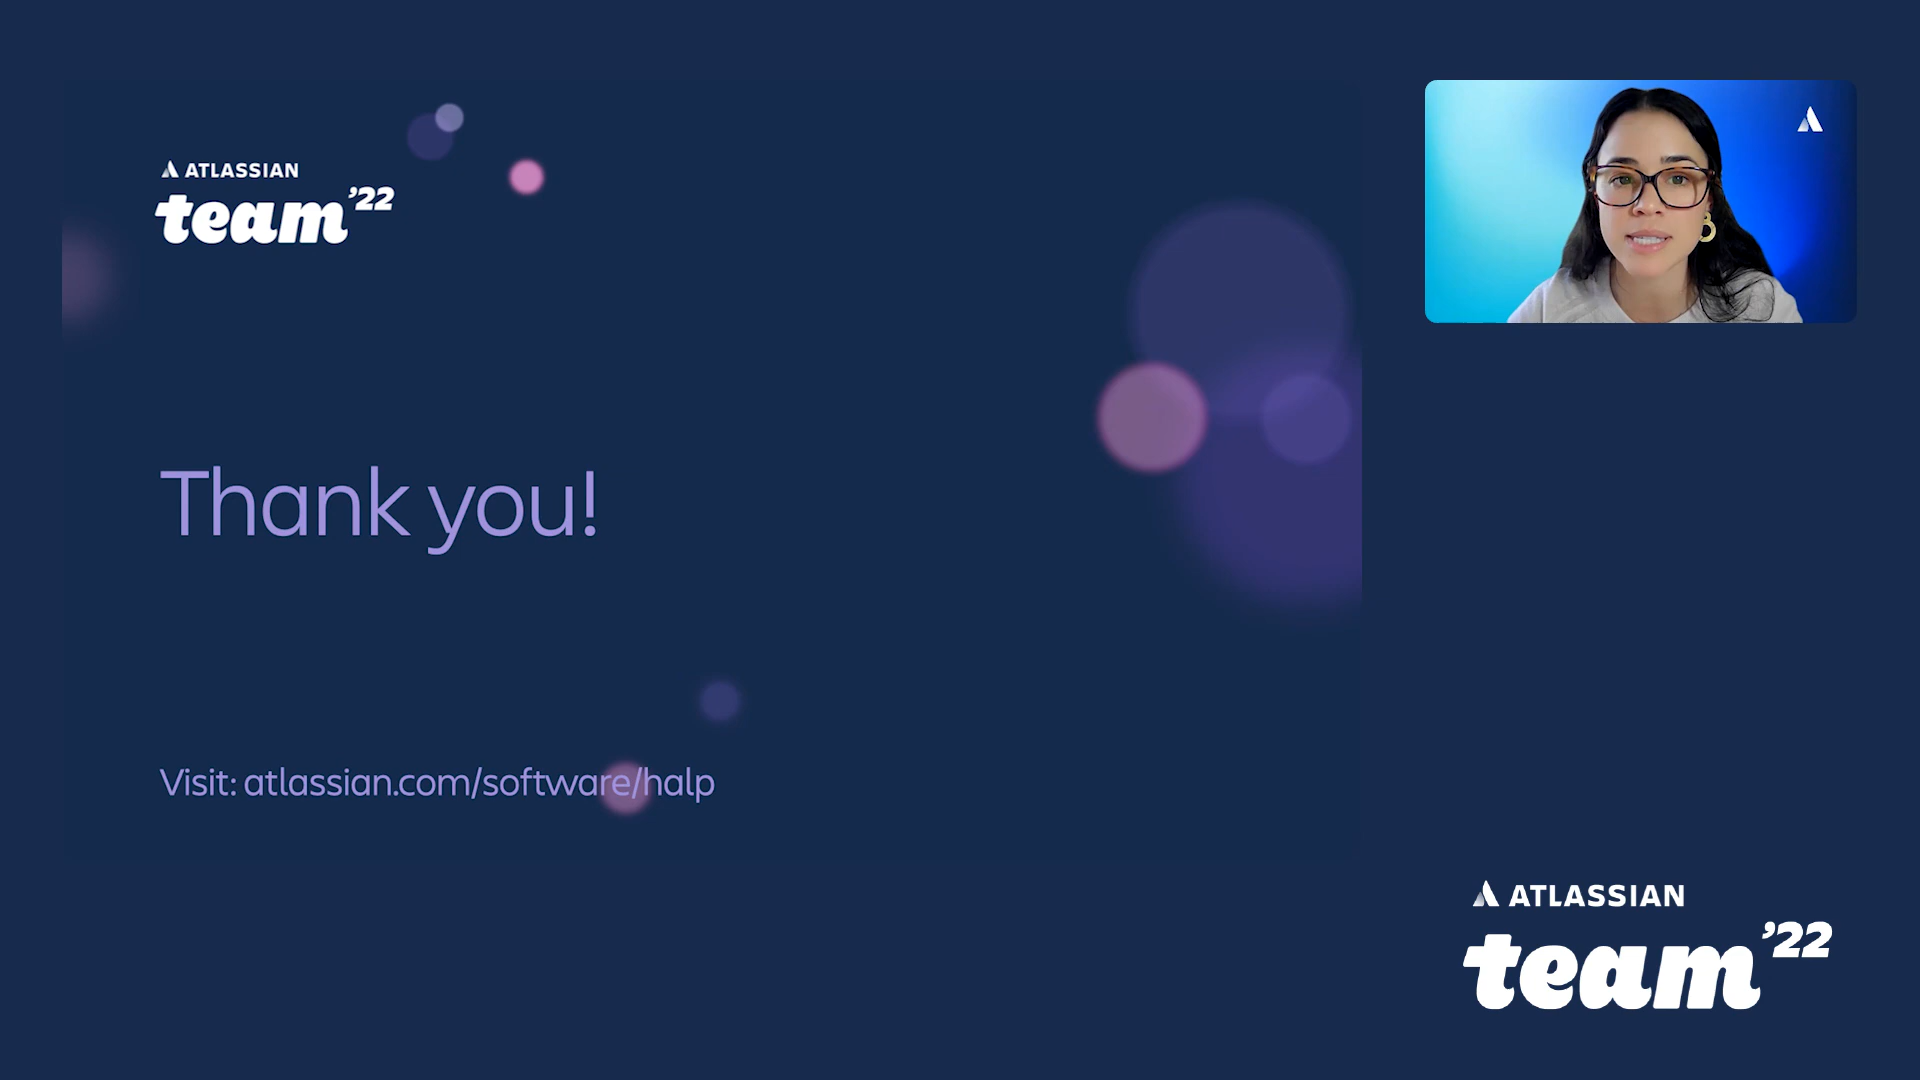 ATLASSIAN
team '22
Thank you!
Visit: atlassian.com/software/halp
ATLASSIAN
team '22